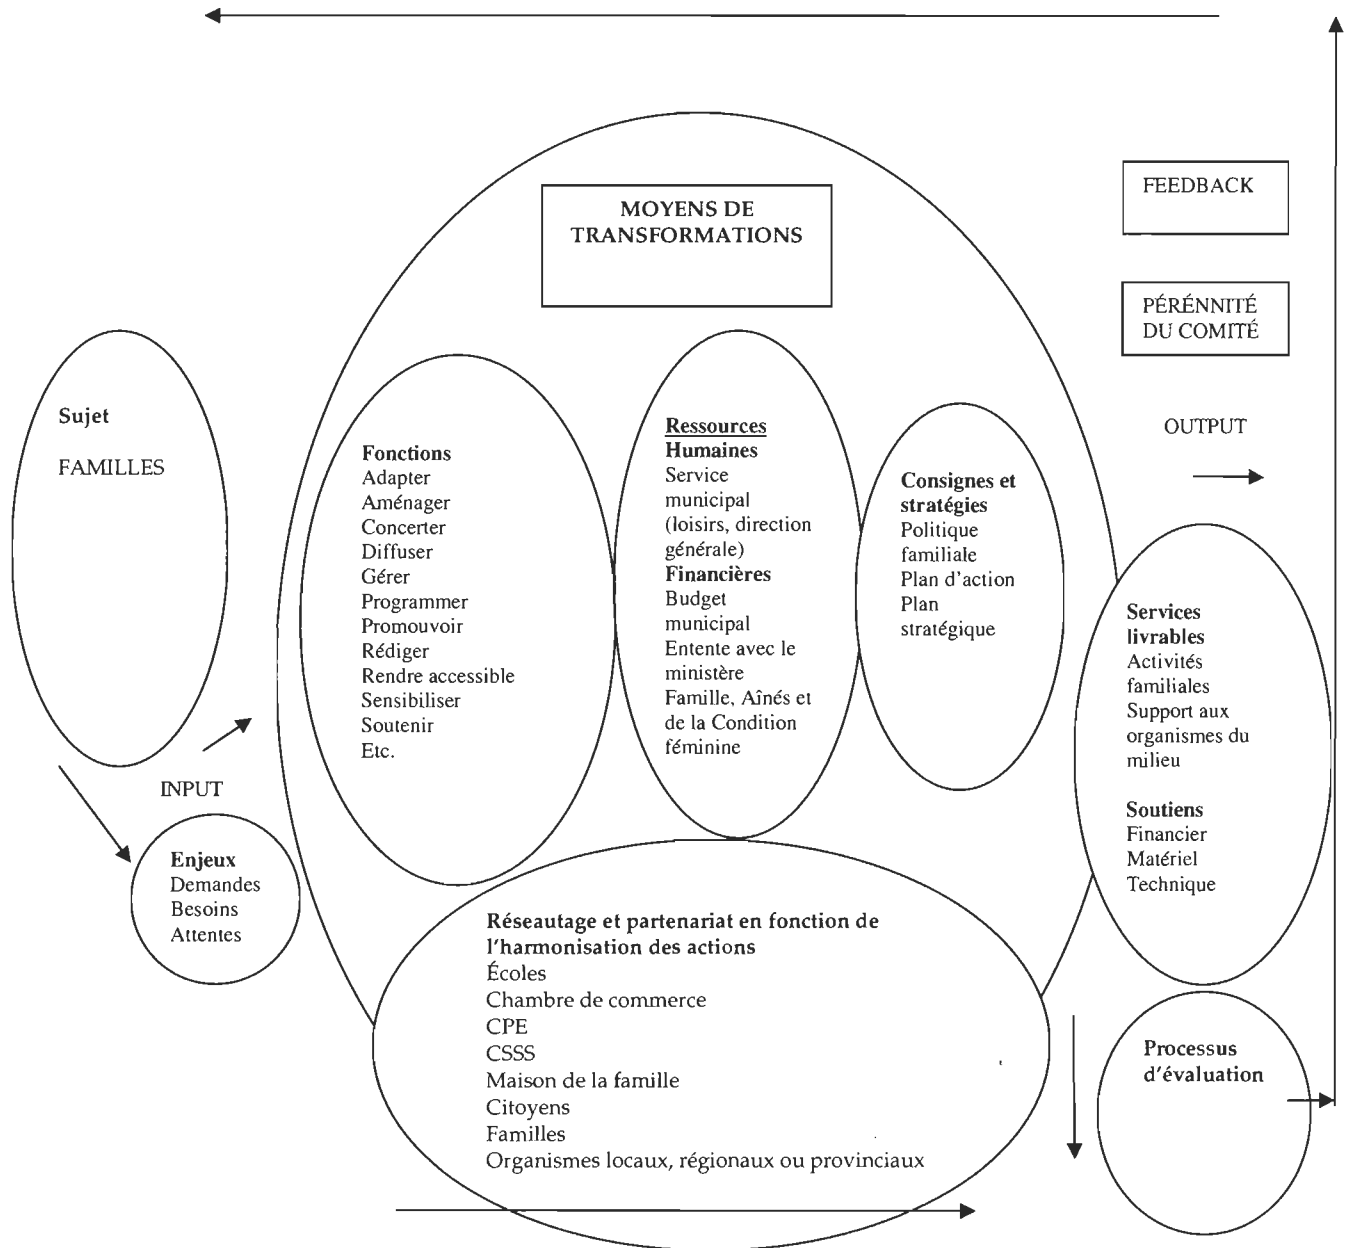 MOYENS DE
TRANSFORMATIONS
FEEDBACK
PÉRÉNNITÉ
DU COMITÉ
OUTPUT
Sujet
FAMILLES
INPUT
Enjeux
Demandes
Besoins
Attentes
Fonctions
Adapter
Aménager
Concerter
Diffuser
Gérer
Programmer
Promouvoir
Rédiger
Rendre accessible
Sensibiliser
Soutenir
Etc.
Ressources
Humaines
Service
municipal
(loisirs, direction
générale)
Financières
Budget
municipal
Entente avec le
ministère
Famille, Aînés et
de la Condition
féminine
Consignes et
stratégies
Politique
familiale
Plan d'action
Plan
stratégique
Services
livrables
Activités
familiales
Support aux
organismes du
milieu
Soutiens
Financier
Matériel
Technique
Réseautage et partenariat en fonction de
l'harmonisation des actions
Écoles
Chambre de commerce
CPE
CSSS
Maison de la famille
Citoyens
Familles
Organismes locaux, régionaux ou provinciaux
Processus
d'évaluation